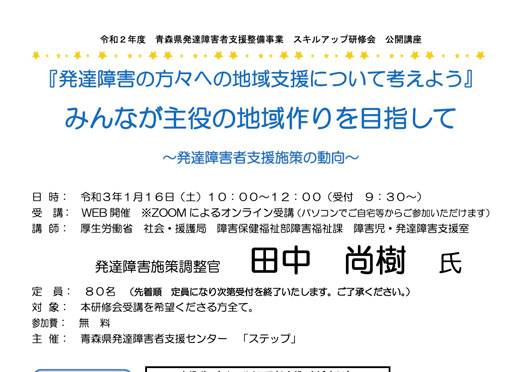 令和２年度　青森県発達障害者支援整備事業　スキルアップ研修会　公開講座
『発達障害の方々への地域支援について考えよう』
みんなが主役の地域作りを目指して
～発達障害者支援施策の動向～
日 時：　令和３年１月１６日（土）１０：００～１２：００（受付　９：３０～）
受　講：　WEB開催　※ZOOMによるオンライン受講（パソコンでご自宅等からご参加いただけます）
講　師：　厚生労働省　社会・援護局　障害保健福祉部障害福祉課　障害児・発達障害者支援室
発達障害施策調整官　田中　尚樹　氏
定　員：　８０名　（先着順　定員になり次第受付を終了いたします。ご了承ください。）
対　象：　本研修会受講を希望くださる方全て。
参加費：　無　料
主　催：　青森県発達障害者支援センター　「ステップ」